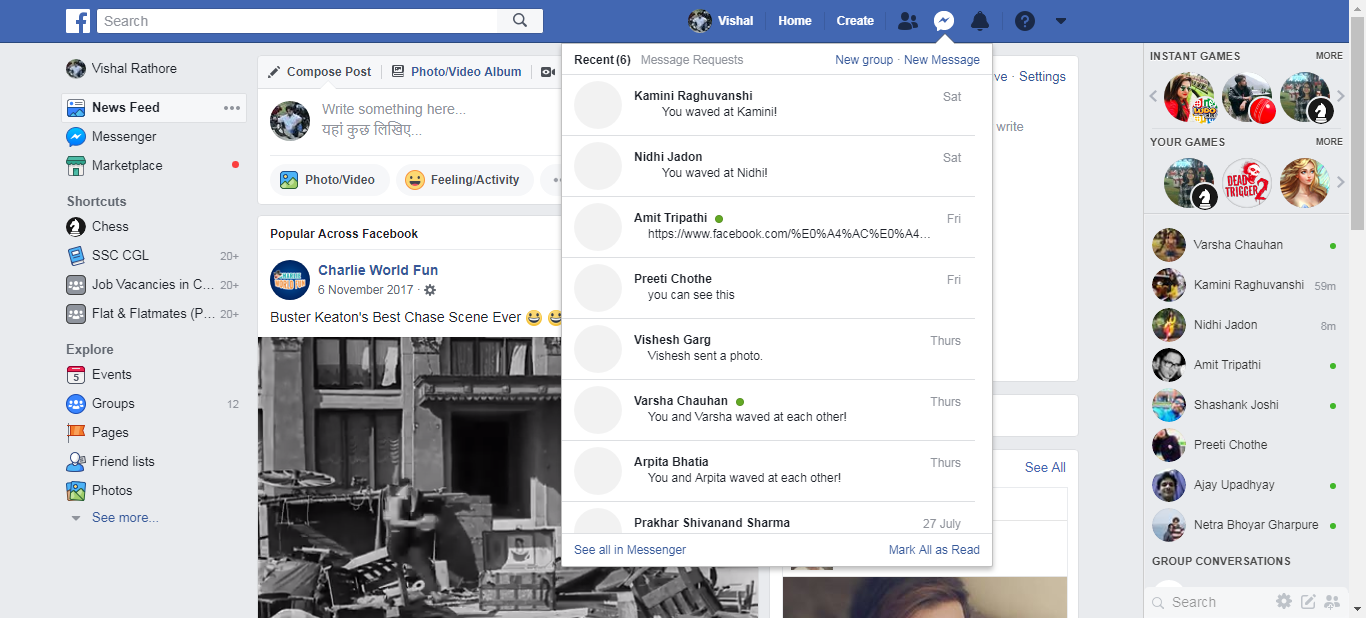 Search
Vishal
Home
Create
Vishal Rathore
News Feed
Messenger
Marketplace
Shortcuts
Chess
SSC CGL 20+
Job Vacancies in C... 20+
Flat & Flatmates (P... 20+
Explore
5 Events
Groups 12
Pages
Friend lists
Photos
See more...
Compose Post
Photo/Video Album
Write something here...
यहां कुछ लिखिए...
Photo/Video
Feeling/Activity
Popular Across Facebook
Charlie World Fun
6 November 2017 ·
Buster Keaton's Best Chase Scene Ever 😀 😀
Recent (6) Message Requests New group · New Message
Kamini Raghuvanshi Sat
You waved at Kamini!
Nidhi Jadon Sat
You waved at Nidhi!
Amit Tripathi Fri
https://www.facebook.com/%E0%A4%AC%E0%A4...
Preeti Chothe Fri
you can see this
Vishesh Garg Thurs
Vishesh sent a photo.
Varsha Chauhan Thurs
You and Varsha waved at each other!
Arpita Bhatia Thurs
You and Arpita waved at each other!
Prakhar Shivanand Sharma 27 July
See all in Messenger Mark All as Read
ve · Settings
write
See All
INSTANT GAMES MORE
LUDO
YOUR GAMES MORE
DEAD
TRIGGER 2
Varsha Chauhan
Kamini Raghuvanshi 59m
Nidhi Jadon 8m
Amit Tripathi
Shashank Joshi
Preeti Chothe
Ajay Upadhyay
Netra Bhoyar Gharpure
GROUP CONVERSATIONS
Search